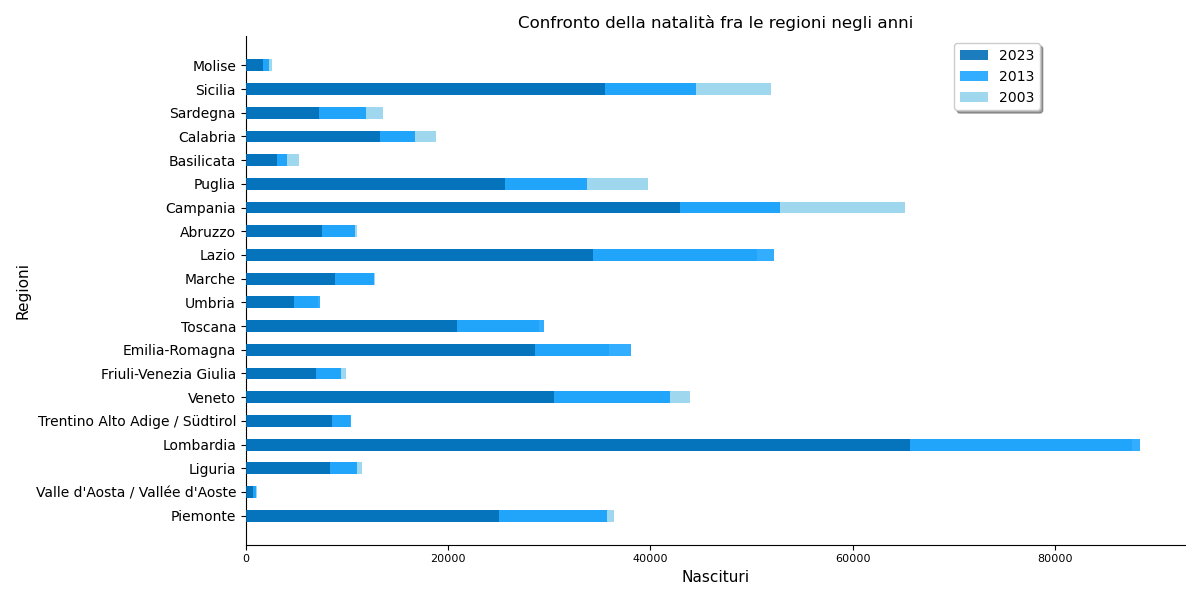 Confronto della natalità fra le regioni negli anni
2023
2013
2003
Regioni
Molise
Sicilia
Sardegna
Calabria
Basilicata
Puglia
Campania
Abruzzo
Lazio
Marche
Umbria
Toscana
Emilia-Romagna
Friuli-Venezia Giulia
Veneto
Trentino Alto Adige / Südtirol
Lombardia
Liguria
Valle d'Aosta / Vallée d'Aoste
Piemonte
0 20000 40000 60000 80000
Nascituri